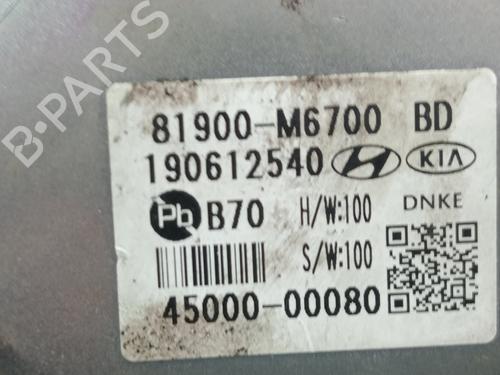 B-PARTS
81900-M6700 BD
190612540 KIA
Pb B70 H/W:100 DNKE
S/W:100
45000-00080